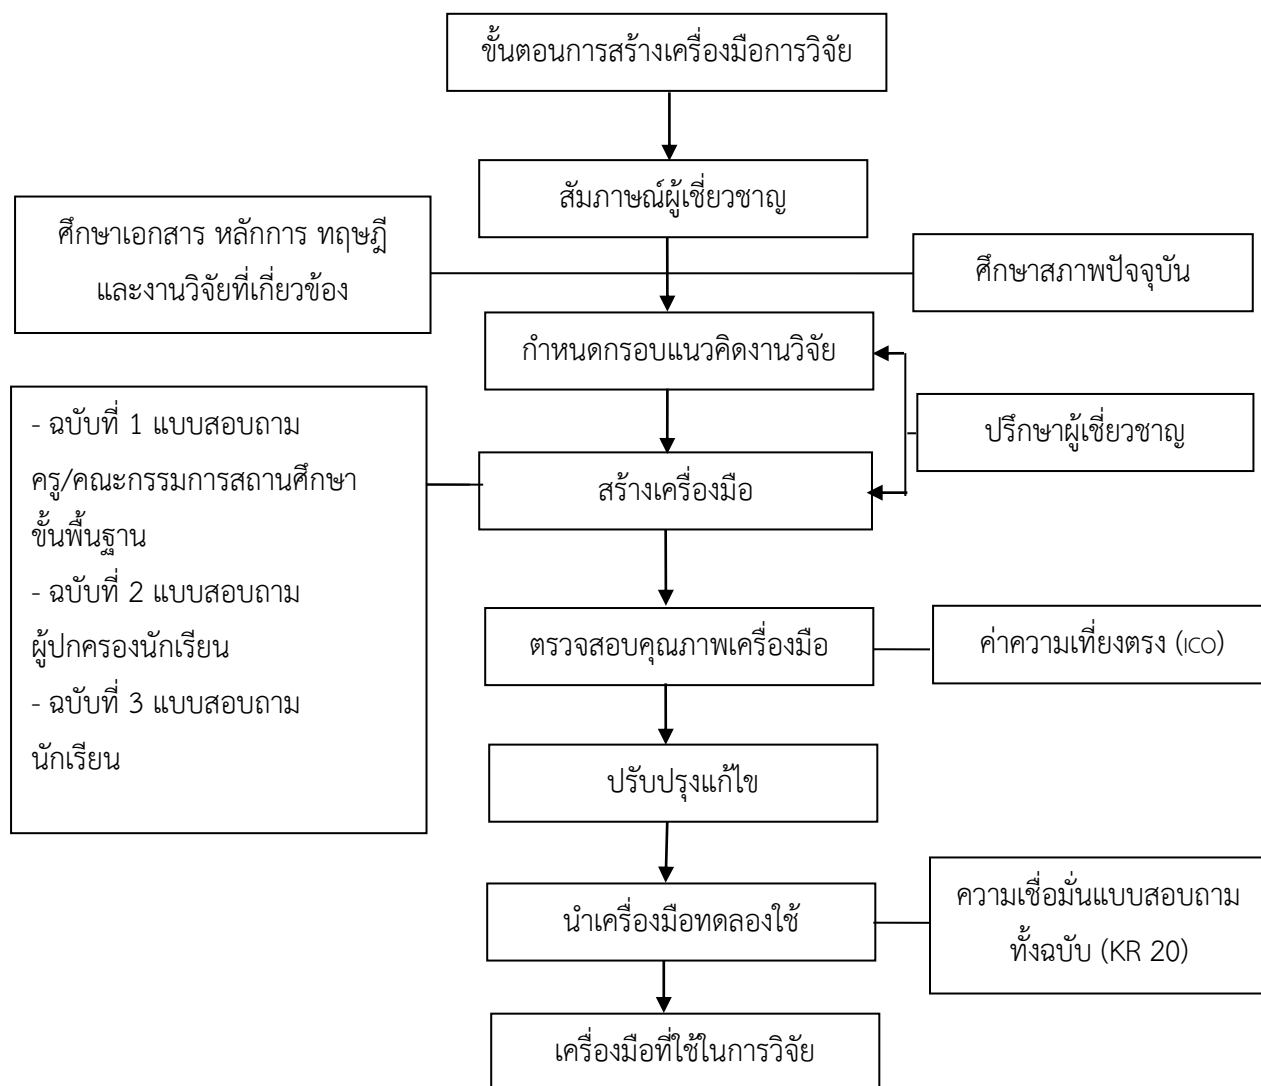 ขั้นตอนการสร้างเครื่องมือการวิจัย
สัมภาษณ์ผู้เชี่ยวชาญ
ศึกษาเอกสาร หลักการ ทฤษฎี
และงานวิจัยที่เกี่ยวข้อง
ศึกษาสภาพปัจจุบัน
กำหนดกรอบแนวคิดงานวิจัย
ปรึกษาผู้เชี่ยวชาญ
สร้างเครื่องมือ
- ฉบับที่ 1 แบบสอบถาม
ครู/คณะกรรมการสถานศึกษา
ขั้นพื้นฐาน
- ฉบับที่ 2 แบบสอบถาม
ผู้ปกครองนักเรียน
- ฉบับที่ 3 แบบสอบถาม
นักเรียน
ตรวจสอบคุณภาพเครื่องมือ
ค่าความเที่ยงตรง (ICO)
ปรับปรุงแก้ไข
นำเครื่องมือทดลองใช้
ความเชื่อมั่นแบบสอบถาม
ทั้งฉบับ (KR 20)
เครื่องมือที่ใช้ในการวิจัย